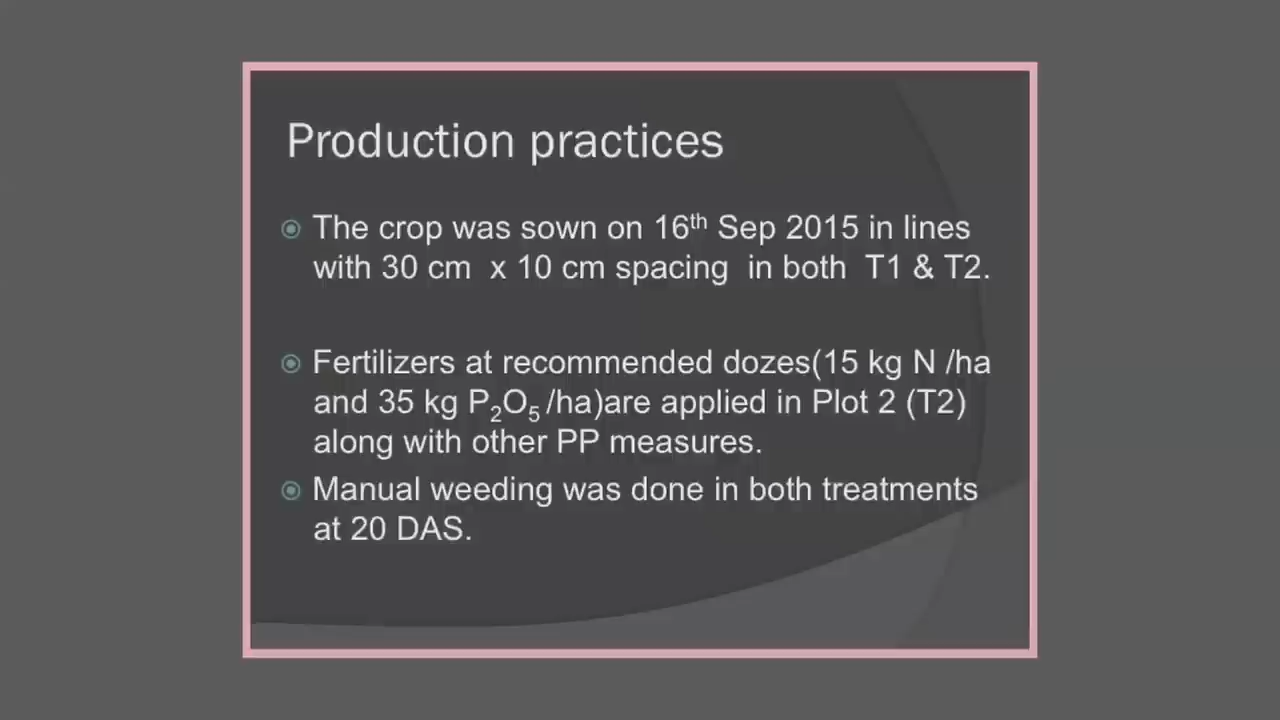 Production practices
The crop was sown on 16th Sep 2015 in lines
with 30 cm  x 10 cm spacing  in both  T1 & T2.
Fertilizers at recommended dozes(15 kg N /ha
and 35 kg P2O5 /ha)are applied in Plot 2 (T2)
along with other PP measures.
Manual weeding was done in both treatments
at 20 DAS.